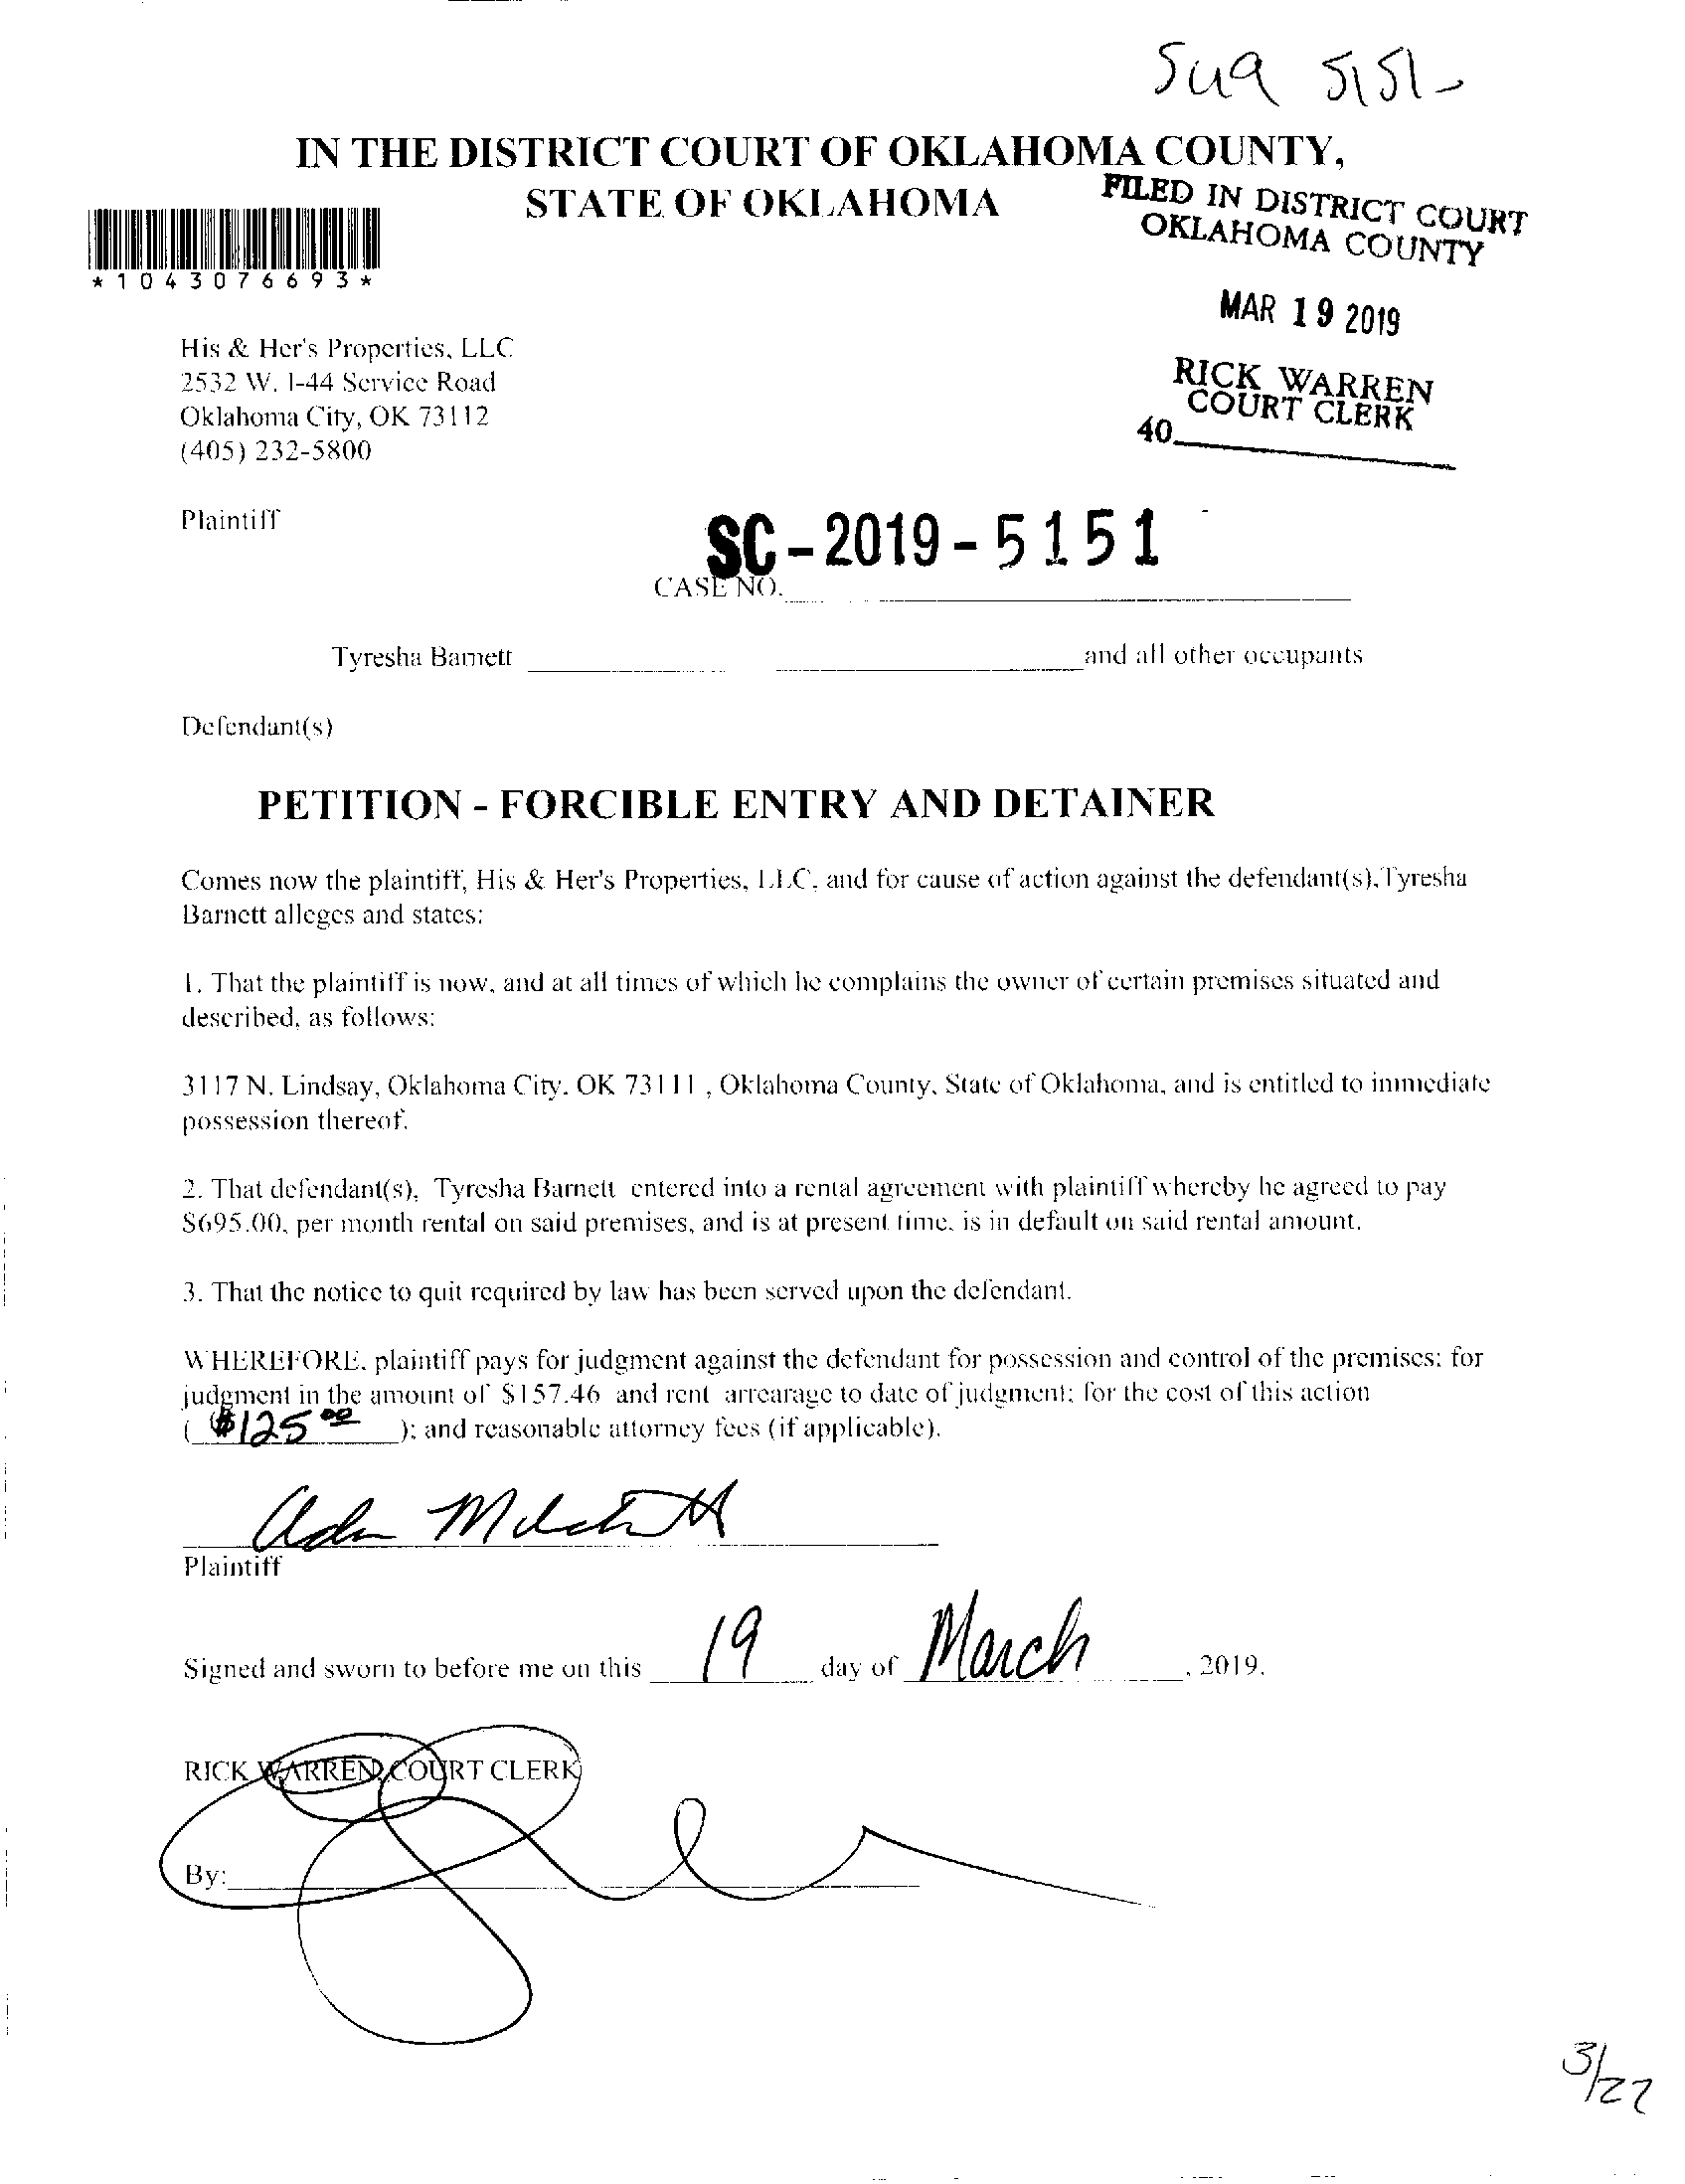 IN THE DISTRICT COURT OF OKLAHOMA COUNTY,
STATE OF OKLAHOMA
FILED IN DISTRICT COURT
OKLAHOMA COUNTY
MAR 19 2019
RICK WARREN
COURT CLERK
40
*1043076693*
His & Her's Properties, LLC
2532 W. I-44 Service Road
Oklahoma City, OK 73112
(405) 232-5800
Plaintiff
SC-2019-5151
CASE NO.
Tyresha Barnett and all other occupants
Defendant(s)
PETITION - FORCIBLE ENTRY AND DETAINER
Comes now the plaintiff, His & Her's Properties, LLC, and for cause of action against the defendant(s),Tyresha
Barnett alleges and states:
1. That the plaintiff is now, and at all times of which he complains the owner of certain premises situated and
described, as follows:
3117 N. Lindsay, Oklahoma City, OK 73111 , Oklahoma County, State of Oklahoma, and is entitled to immediate
possession thereof.
2. That defendant(s), Tyresha Barnett entered into a rental agreement with plaintiff whereby he agreed to pay
$695.00, per month rental on said premises, and is at present time, is in default on said rental amount.
3. That the notice to quit required by law has been served upon the defendant.
WHEREFORE, plaintiff pays for judgment against the defendant for possession and control of the premises; for
judgment in the amount of $157.46 and rent arrearage to date of judgment; for the cost of this action
( $125.00 ); and reasonable attorney fees (if applicable).
Plaintiff
Signed and sworn to before me on this 19 day of March, 2019.
RICK WARREN, COURT CLERK
By:
3/27